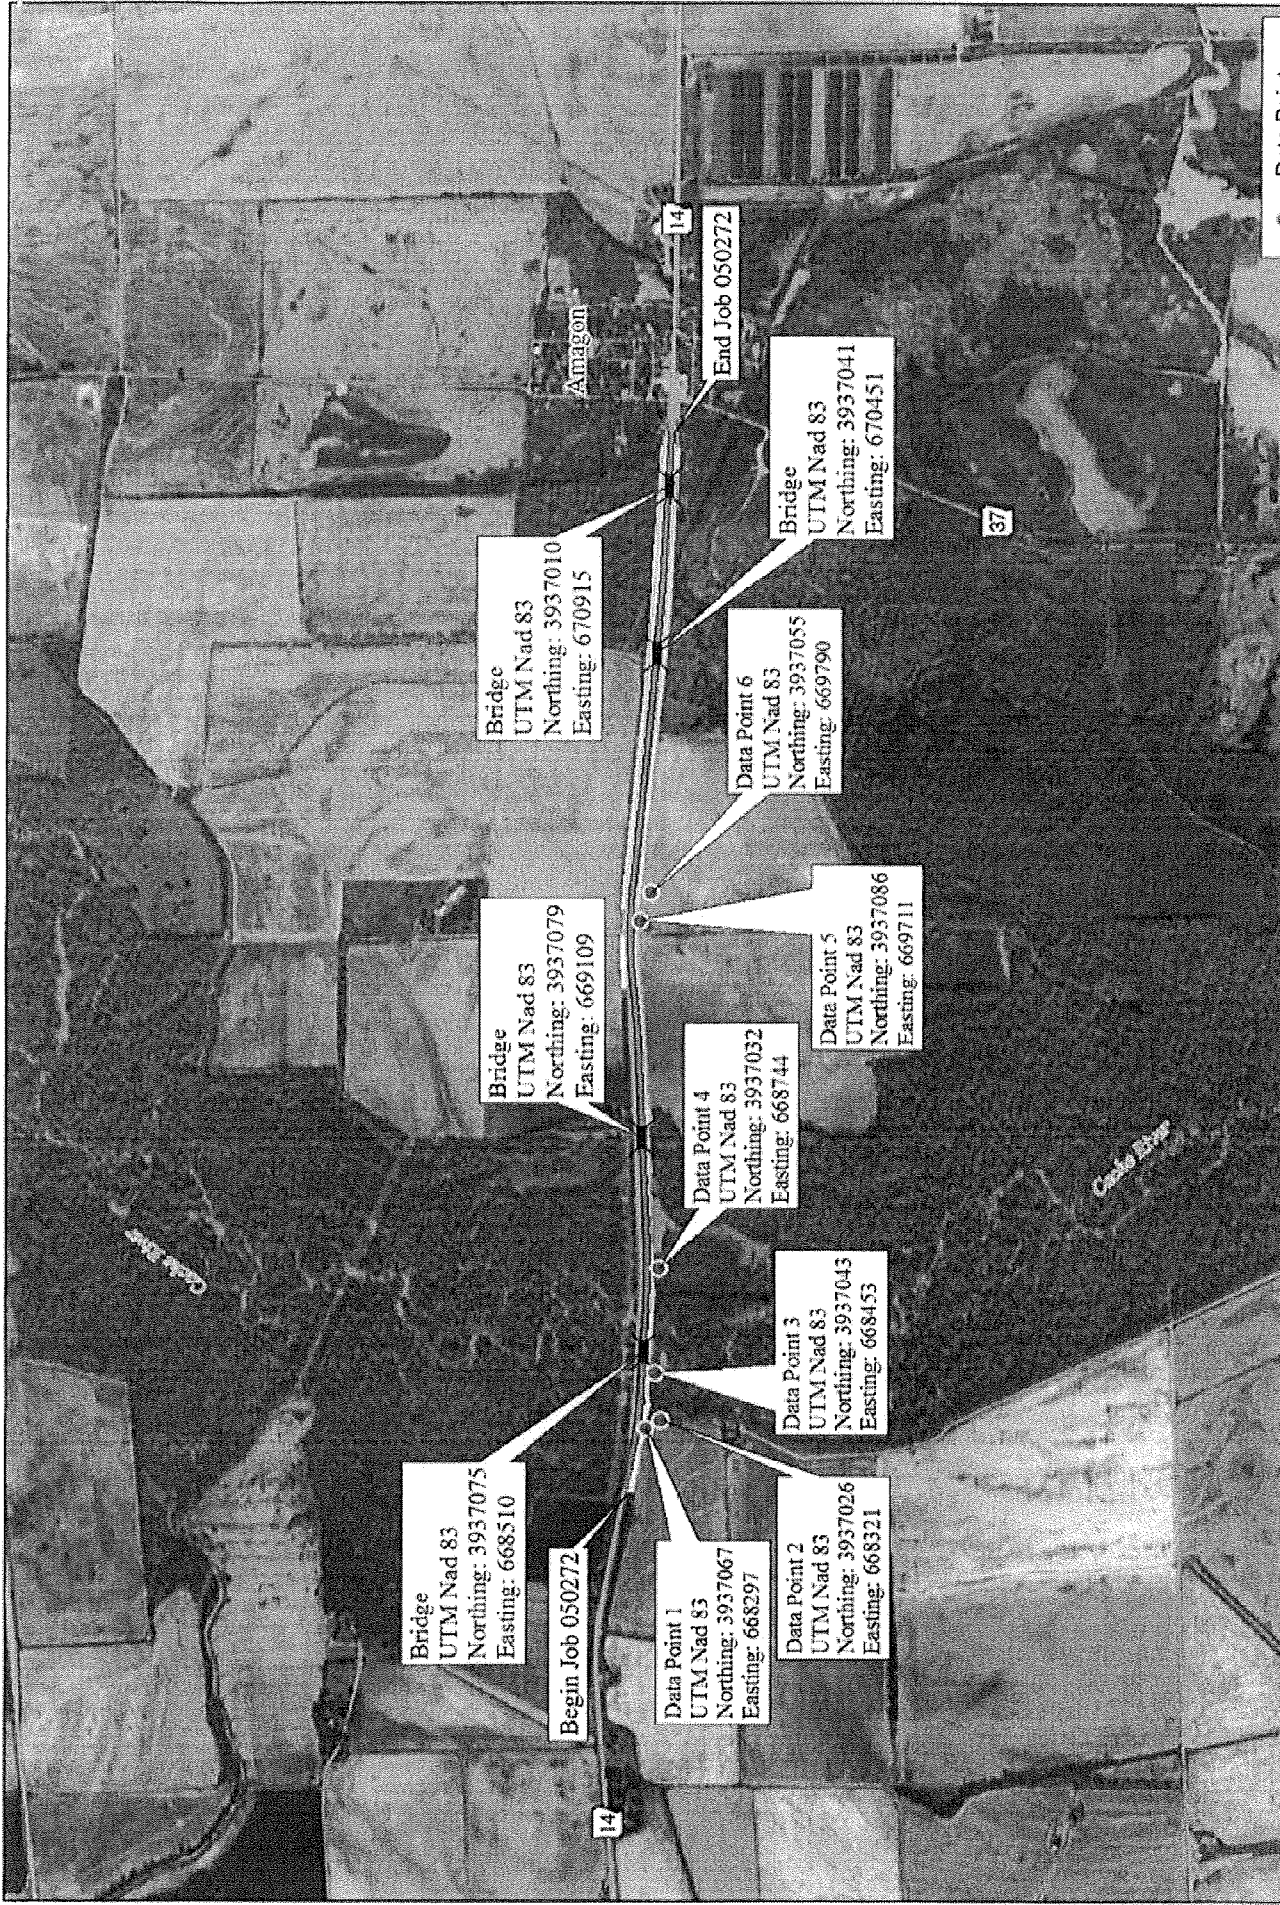 14
Begin Job 050272
Bridge
UTM Nad 83
Northing: 3937075
Easting: 668510
Data Point 1
UTM Nad 83
Northing: 3937067
Easting: 668297
Data Point 2
UTM Nad 83
Northing: 3937026
Easting: 668321
Data Point 3
UTM Nad 83
Northing: 3937043
Easting: 668453
Cache River
Data Point 4
UTM Nad 83
Northing: 3937032
Easting: 668744
Bridge
UTM Nad 83
Northing: 3937079
Easting: 669109
Data Point 5
UTM Nad 83
Northing: 3937086
Easting: 669711
Data Point 6
UTM Nad 83
Northing: 3937055
Easting: 669790
Bridge
UTM Nad 83
Northing: 3937010
Easting: 670915
Bridge
UTM Nad 83
Northing: 3937041
Easting: 670451
37
End Job 050272
Amagon
14